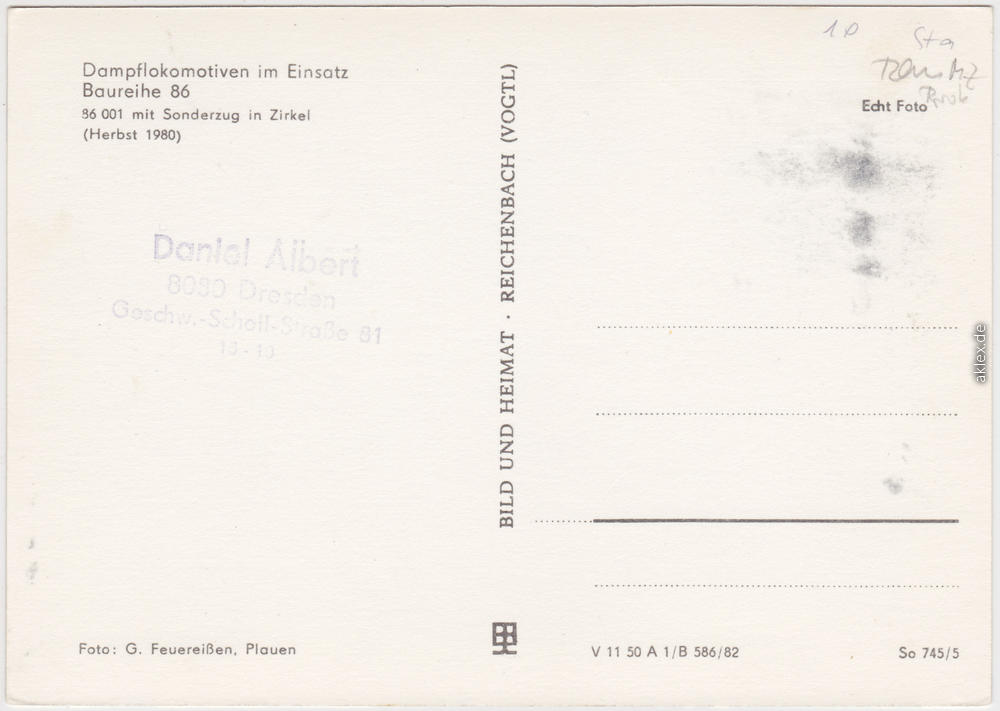 Dampflokomotiven im Einsatz
Baureihe 86
86 001 mit Sonderzug in Zirkel
(Herbst 1980)
Daniel Albert
Dresden
Geschw.-Scholl-Straße 81
Foto: G. Feuereißen, Plauen
BILD UND HEIMAT · REICHENBACH (VOGTL)
Echt Foto
V 11 50 A 1/B 586/82
So 745/5
aklex.de